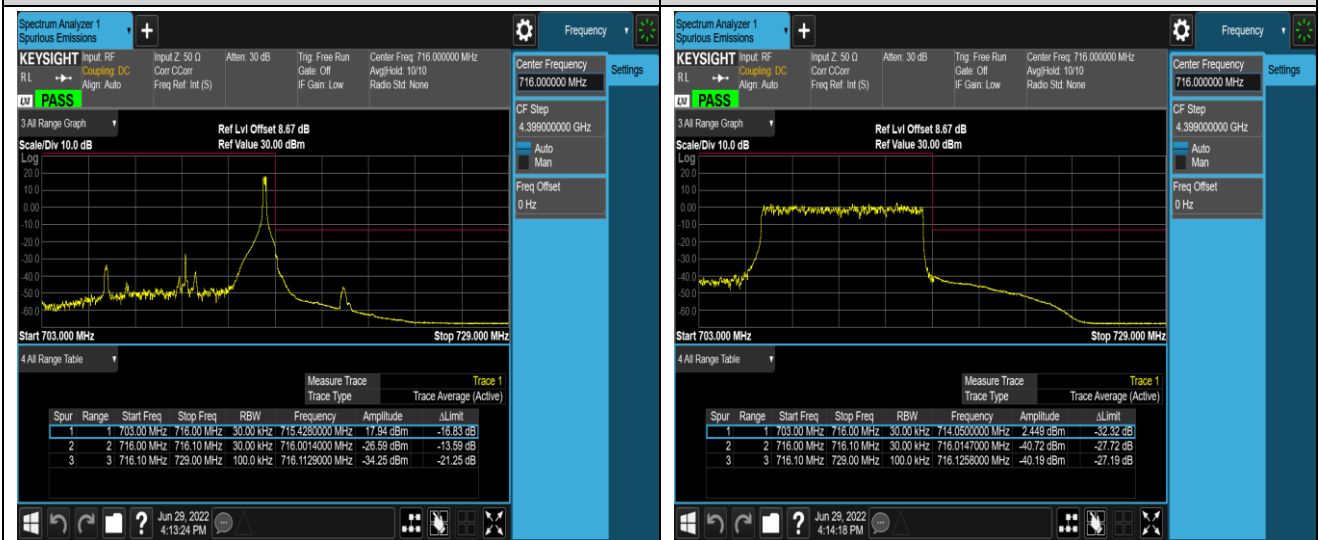 Spectrum Analyzer 1
Spurious Emissions
+
Frequency
KEYSIGHT Input: RF Input Z: 50 Ω Atten: 30 dB Trig: Free Run Center Freq: 716.000000 MHz
RL Coupling: DC Corr CCorr Gate: Off Avg|Hold: 10/10
Align: Auto Freq Ref: Int (S) IF Gain: Low Radio Std: None
LXI PASS
Center Frequency
716.000000 MHz
Settings
CF Step
4.399000000 GHz
Auto
Man
Freq Offset
0 Hz
3 All Range Graph
Ref Lvl Offset 8.67 dB
Scale/Div 10.0 dB Ref Value 30.00 dBm
Log
20.0
10.0
0.00
-10.0
-20.0
-30.0
-40.0
-50.0
-60.0
Start 703.000 MHz Stop 729.000 MHz
4 All Range Table
Measure Trace Trace 1
Trace Type Trace Average (Active)
Spur Range Start Freq Stop Freq RBW Frequency Amplitude ΔLimit
1 1 703.00 MHz 716.00 MHz 30.00 kHz 715.4280000 MHz 17.94 dBm -16.83 dB
2 2 716.00 MHz 716.10 MHz 30.00 kHz 716.0014000 MHz -26.59 dBm -13.59 dB
3 3 716.10 MHz 729.00 MHz 100.0 kHz 716.1129000 MHz -34.25 dBm -21.25 dB
?
Jun 29, 2022
4:13:24 PM
Spectrum Analyzer 1
Spurious Emissions
+
Frequency
KEYSIGHT Input: RF Input Z: 50 Ω Atten: 30 dB Trig: Free Run Center Freq: 716.000000 MHz
RL Coupling: DC Corr CCorr Gate: Off Avg|Hold: 10/10
Align: Auto Freq Ref: Int (S) IF Gain: Low Radio Std: None
LXI PASS
Center Frequency
716.000000 MHz
Settings
CF Step
4.399000000 GHz
Auto
Man
Freq Offset
0 Hz
3 All Range Graph
Ref Lvl Offset 8.67 dB
Scale/Div 10.0 dB Ref Value 30.00 dBm
Log
20.0
10.0
0.00
-10.0
-20.0
-30.0
-40.0
-50.0
-60.0
Start 703.000 MHz Stop 729.000 MHz
4 All Range Table
Measure Trace Trace 1
Trace Type Trace Average (Active)
Spur Range Start Freq Stop Freq RBW Frequency Amplitude ΔLimit
1 1 703.00 MHz 716.00 MHz 30.00 kHz 714.0500000 MHz 2.449 dBm -32.32 dB
2 2 716.00 MHz 716.10 MHz 30.00 kHz 716.0147000 MHz -40.72 dBm -27.72 dB
3 3 716.10 MHz 729.00 MHz 100.0 kHz 716.1258000 MHz -40.19 dBm -27.19 dB
?
Jun 29, 2022
4:14:18 PM